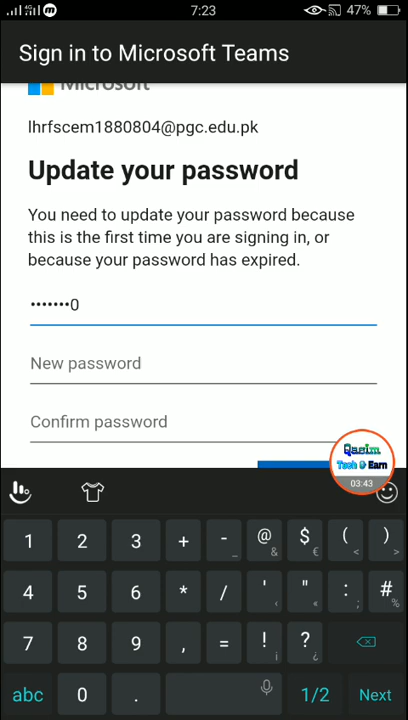 4G
m
7:23
47%
Sign in to Microsoft Teams
Microsoft
lhrfscem1880804@pgc.edu.pk
Update your password
You need to update your password because
this is the first time you are signing in, or
because your password has expired.
•••••••0
New password
Confirm password
Qasim
Tech & Earn
03:43
1 2 3 + - _ @ & $ € ( < ) >
4 5 6 * / ' ‹ " « : ; # %
7 8 9 , = ! ¡ ? ¿
abc 0 . 1/2 Next